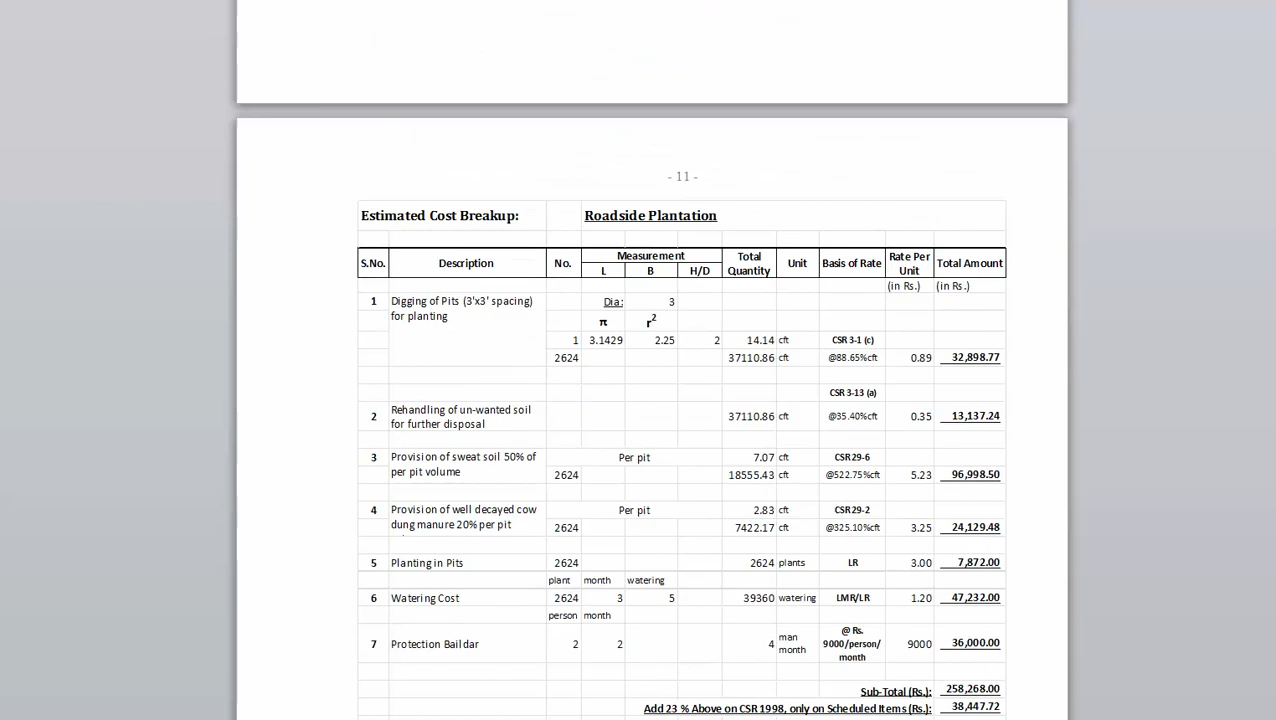 - 11 -
Estimated Cost Breakup: Roadside Plantation
S.No. Description No. Measurement Total Quantity Unit Basis of Rate Rate Per Unit Total Amount
L B H/D
(in Rs.) (in Rs.)
1 Digging of Pits (3'x3' spacing) Dia: 3
for planting π r²
1 3.1429 2.25 2 14.14 cft CSR 3-1 (c)
2624 37110.86 cft @88.65%cft 0.89 32,898.77
CSR 3-13 (a)
2 Rehandling of un-wanted soil 37110.86 cft @35.40%cft 0.35 13,137.24
for further disposal
3 Provision of sweat soil 50% of Per pit 7.07 cft CSR 29-6
per pit volume 2624 18555.43 cft @522.75%cft 5.23 96,998.50
4 Provision of well decayed cow Per pit 2.83 cft CSR 29-2
dung manure 20% per pit 2624 7422.17 cft @325.10%cft 3.25 24,129.48
5 Planting in Pits 2624 2624 plants LR 3.00 7,872.00
plant month watering
6 Watering Cost 2624 3 5 39360 watering LMR/LR 1.20 47,232.00
person month
7 Protection Baildar 2 2 4 man month @ Rs. 9000/person/ month 9000 36,000.00
Sub-Total (Rs.): 258,268.00
Add 23 % Above on CSR 1998, only on Scheduled Items (Rs.): 38,447.72